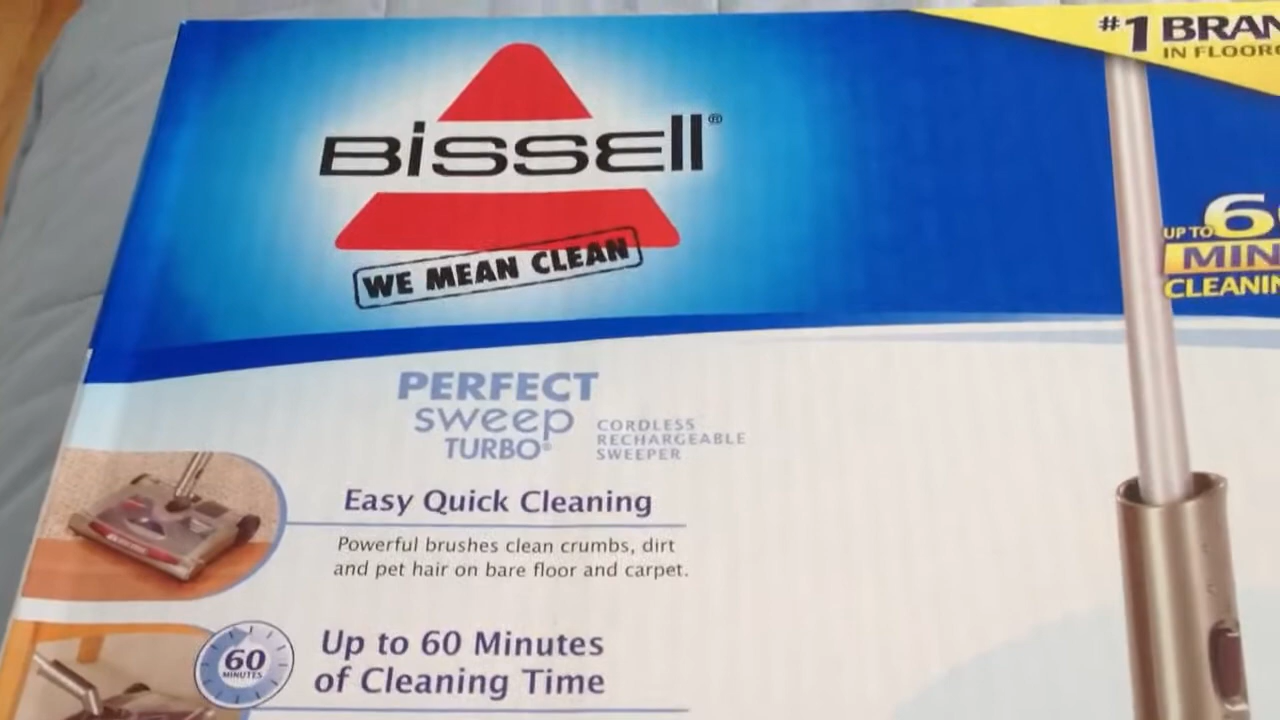 #1 BRAN
IN FLOORC
BISSELL®
WE MEAN CLEAN
UP TO 6
MIN
CLEANIN
PERFECT
sweep
TURBO®
CORDLESS
RECHARGEABLE
SWEEPER
Easy Quick Cleaning
Powerful brushes clean crumbs, dirt
and pet hair on bare floor and carpet.
60
MINUTES
Up to 60 Minutes
of Cleaning Time